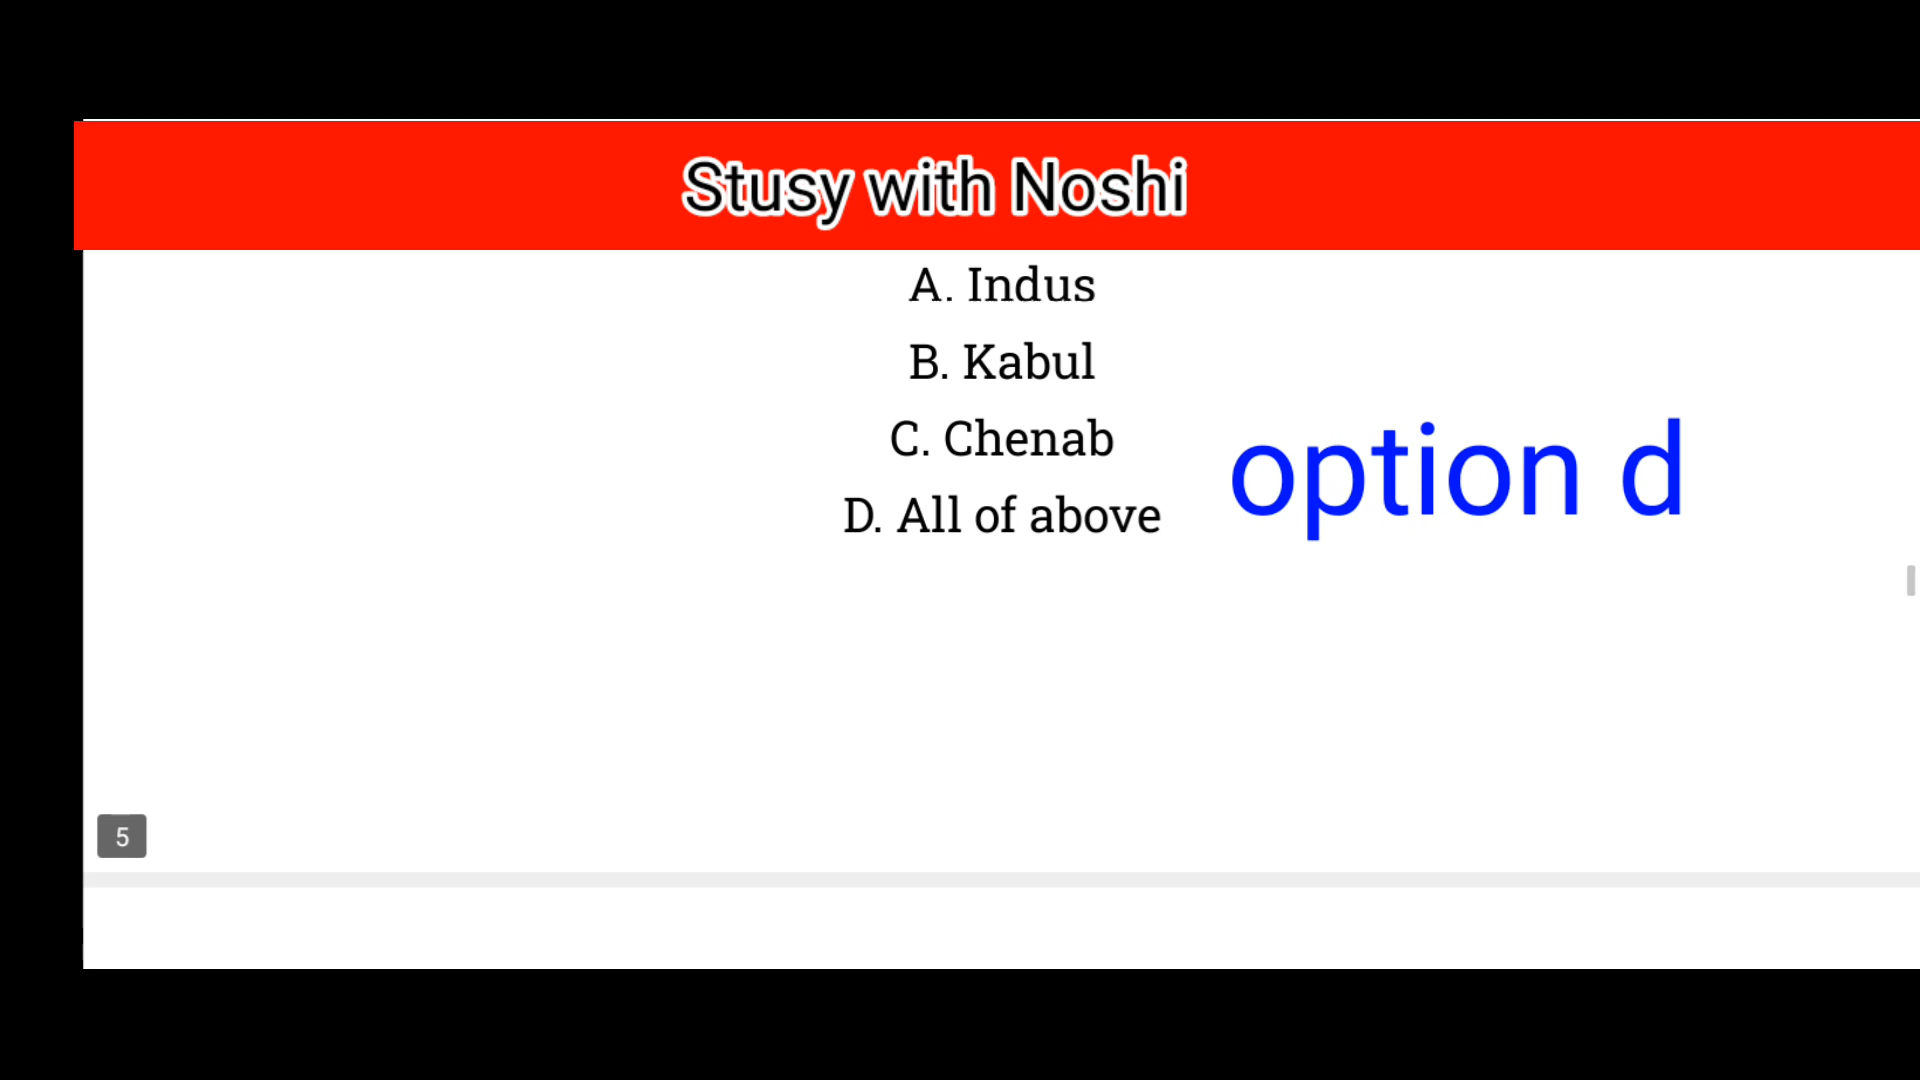 Stusy with Noshi
A. Indus
B. Kabul
C. Chenab
option d
D. All of above
5